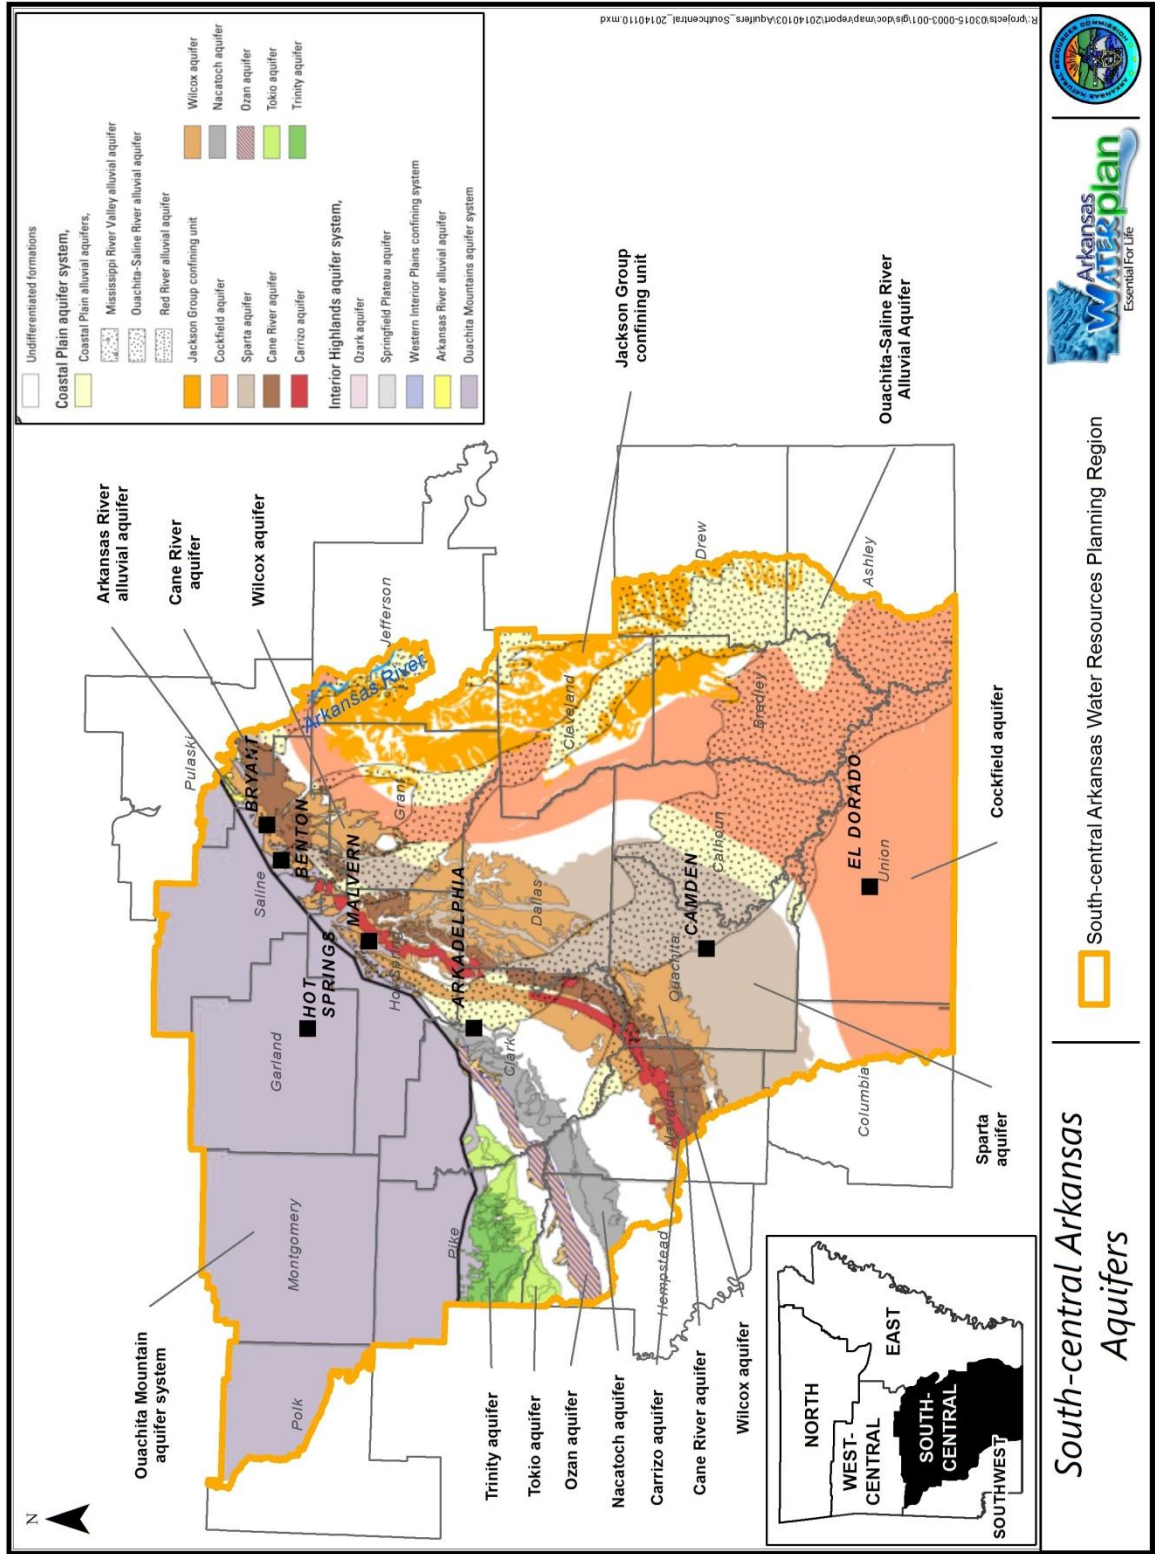 R:\projects\03015-0003-001\gis\doc\map\report\20140103\AquifA\Aquifers_Southcentral_20140110.mxd
Undifferentiated formations
Coastal Plain aquifer system,
Coastal Plain alluvial aquifers,
Mississippi River Valley alluvial aquifer
Ouachita-Saline River alluvial aquifer
Red River alluvial aquifer
Jackson Group confining unit
Cockfield aquifer
Sparta aquifer
Cane River aquifer
Carrizo aquifer
Wilcox aquifer
Nacatoch aquifer
Ozan aquifer
Tokio aquifer
Trinity aquifer
Interior Highlands aquifer system,
Ozark aquifer
Springfield Plateau aquifer
Western Interior Plains confining system
Arkansas River alluvial aquifer
Ouachita Mountains aquifer system
N
Ouachita Mountain
aquifer system
Arkansas River
alluvial aquifer
Cane River
aquifer
Wilcox aquifer
Jackson Group
confining unit
Ouachita-Saline River
Alluvial Aquifer
Cockfield aquifer
Sparta
aquifer
Trinity aquifer
Tokio aquifer
Ozan aquifer
Nacatoch aquifer
Carrizo aquifer
Cane River aquifer
Wilcox aquifer
Polk
Montgomery
Garland
Saline
Pulaski
Pike
Hot Spring
Clark
Grant
Jefferson
Arkansas River
Dallas
Cleveland
Drew
Hempstead
Nevada
Ouachita
Calhoun
Bradley
Ashley
Columbia
Union
HOT
SPRINGS
BRYANT
BENTON
MALVERN
ARKADELPHIA
CAMDEN
EL DORADO
NORTH
WEST-
CENTRAL
EAST
SOUTH-
CENTRAL
SOUTHWEST
South-central Arkansas
Aquifers
South-central Arkansas Water Resources Planning Region
Arkansas
WATERplan
Essential For Life
ARKANSAS NATURAL RESOURCES COMMISSION